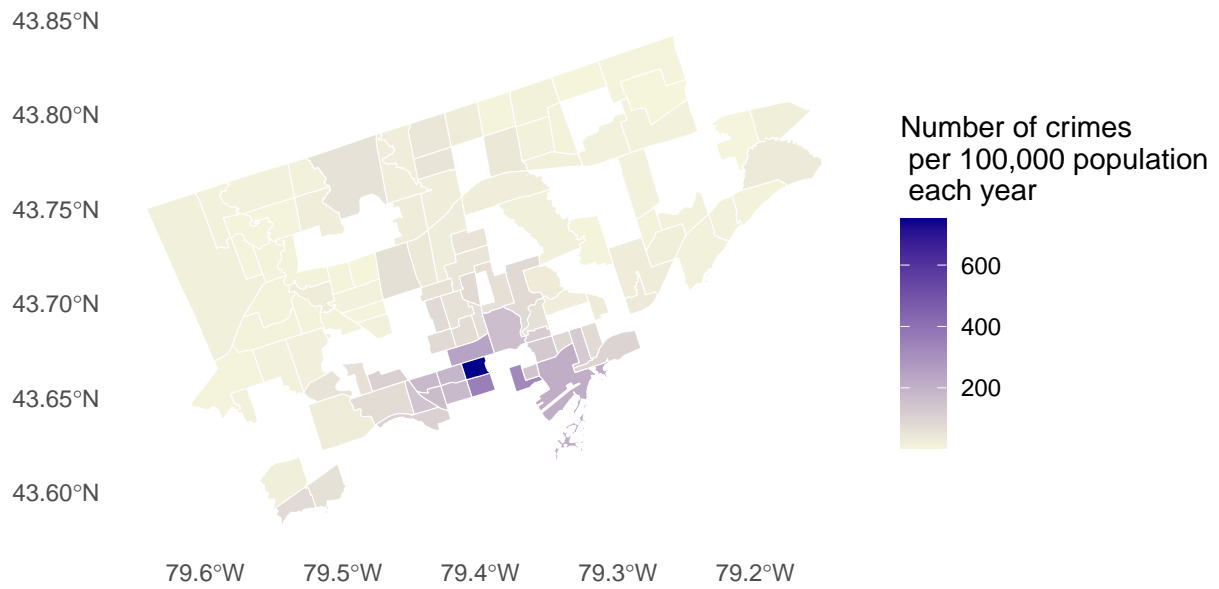 43.85°N
43.80°N
43.75°N
43.70°N
43.65°N
43.60°N
79.6°W 79.5°W 79.4°W 79.3°W 79.2°W
Number of crimes
per 100,000 population
each year
600
400
200